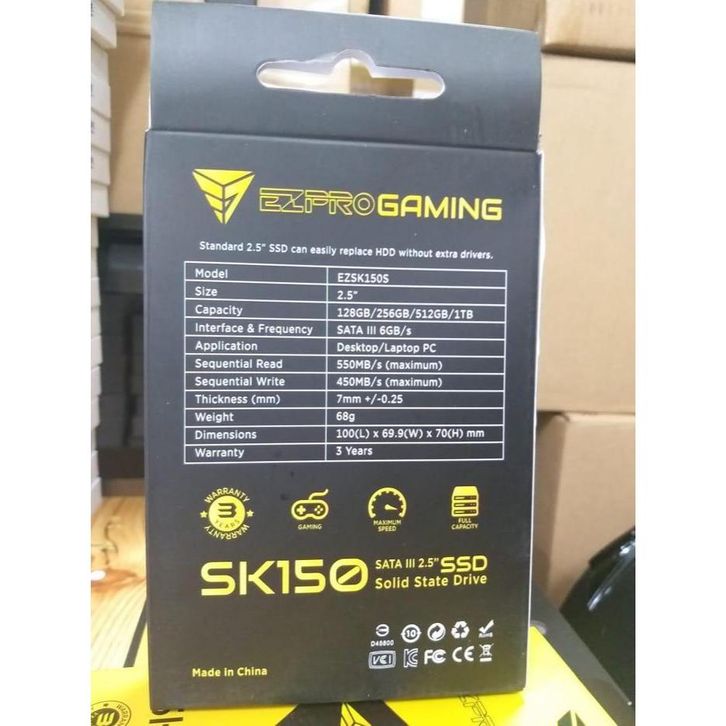 EZPROGAMING
Standard 2.5" SSD can easily replace HDD without extra drivers.
Model EZSK150S
Size 2.5"
Capacity 128GB/256GB/512GB/1TB
Interface & Frequency SATA III 6GB/s
Application Desktop/Laptop PC
Sequential Read 550MB/s (maximum)
Sequential Write 450MB/s (maximum)
Thickness (mm) 7mm +/-0.25
Weight 68g
Dimensions 100(L) x 69.9(W) x 70(H) mm
Warranty 3 Years
WARRANTY
3
YEARS
WARRANTY
GAMING
MAXIMUM
SPEED
FULL
CAPACITY
SK150 SATA III 2.5" SSD
Solid State Drive
10
VCI FC CE
Made in China